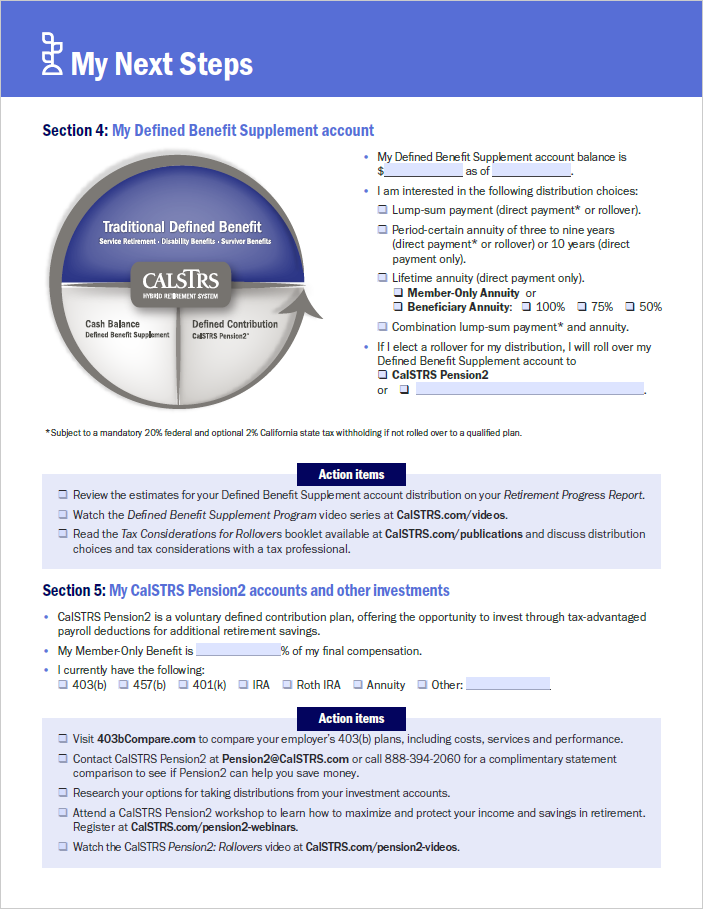 My Next Steps
Section 4: My Defined Benefit Supplement account
Traditional Defined Benefit
Service Retirement · Disability Benefits · Survivor Benefits
CALSTRS
HYBRID RETIREMENT SYSTEM
Cash Balance
Defined Benefit Supplement
Defined Contribution
CalSTRS Pension2®
• My Defined Benefit Supplement account balance is
$ as of .
• I am interested in the following distribution choices:
❑ Lump-sum payment (direct payment* or rollover).
❑ Period-certain annuity of three to nine years
(direct payment* or rollover) or 10 years (direct
payment only).
❑ Lifetime annuity (direct payment only).
❑ Member-Only Annuity or
❑ Beneficiary Annuity: ❑ 100% ❑ 75% ❑ 50%
❑ Combination lump-sum payment* and annuity.
• If I elect a rollover for my distribution, I will roll over my
Defined Benefit Supplement account to
❑ CalSTRS Pension2
or ❑ .
*Subject to a mandatory 20% federal and optional 2% California state tax withholding if not rolled over to a qualified plan.
Action items
❑ Review the estimates for your Defined Benefit Supplement account distribution on your Retirement Progress Report.
❑ Watch the Defined Benefit Supplement Program video series at CalSTRS.com/videos.
❑ Read the Tax Considerations for Rollovers booklet available at CalSTRS.com/publications and discuss distribution
choices and tax considerations with a tax professional.
Section 5: My CalSTRS Pension2 accounts and other investments
• CalSTRS Pension2 is a voluntary defined contribution plan, offering the opportunity to invest through tax-advantaged
payroll deductions for additional retirement savings.
• My Member-Only Benefit is % of my final compensation.
• I currently have the following:
❑ 403(b) ❑ 457(b) ❑ 401(k) ❑ IRA ❑ Roth IRA ❑ Annuity ❑ Other: .
Action items
❑ Visit 403bCompare.com to compare your employer's 403(b) plans, including costs, services and performance.
❑ Contact CalSTRS Pension2 at Pension2@CalSTRS.com or call 888-394-2060 for a complimentary statement
comparison to see if Pension2 can help you save money.
❑ Research your options for taking distributions from your investment accounts.
❑ Attend a CalSTRS Pension2 workshop to learn how to maximize and protect your income and savings in retirement.
Register at CalSTRS.com/pension2-webinars.
❑ Watch the CalSTRS Pension2: Rollovers video at CalSTRS.com/pension2-videos.